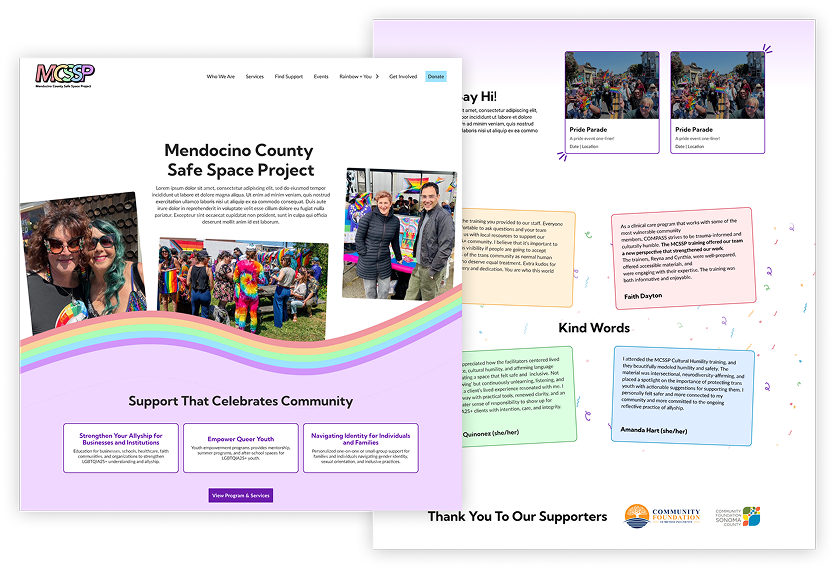 MCSSP
Mendocino County Safe Space Project
Who We Are
Services
Find Support
Events
Rainbow + You
Get Involved
Donate
Mendocino County
Safe Space Project
Lorem ipsum dolor sit amet, consectetur adipiscing elit, sed do eiusmod tempor
incididunt ut labore et dolore magna aliqua. Ut enim ad minim veniam, quis nostrud
exercitation ullamco laboris nisi ut aliquip ex ea commodo consequat. Duis aute
irure dolor in reprehenderit in voluptate velit esse cillum dolore eu fugiat nulla
pariatur. Excepteur sint occaecat cupidatat non proident, sunt in culpa qui officia
deserunt mollit anim id est laborum.
Support That Celebrates Community
Strengthen Your Allyship for
Businesses and Institutions
Education for businesses, schools, healthcare, faith
communities, and organizations to strengthen
LGBTQIA2S+ understanding and allyship.
Empower Queer Youth
Youth empowerment programs provides mentorship,
summer programs, and after-school spaces for
LGBTQIA2S+ youth.
Navigating Identity for Individuals
and Families
Personalized one-on-one or small-group support for
families and individuals navigating gender identity,
sexual orientation, and inclusive practices.
View Program & Services
ay Hi!
t amet, consectetur adipiscing elit,
por incididunt ut labore et dolore
m ad minim veniam, quis nostrud
laboris nisi ut aliquip ex ea commo
Pride Parade
A pride event one-liner!
Date | Location
Pride Parade
A pride event one-liner!
Date | Location
he training you provided to our staff. Everyone
fortable to ask questions and your team
us with local resources to support our
+ community. I believe that it's important to
n visibility if people are going to accept
of the trans community as normal human
no deserve equal treatment. Extra kudos for
erry and dedication. You are who this world
As a clinical care program that works with some of the
most vulnerable community
members, COMPASS strives to be trauma-informed and
culturally humble. The MCSSP training offered our team
a new perspective that strengthened our work.
The trainers, Reyna and Cynthia, were well-prepared,
offered accessible materials, and
were engaging with their expertise. The training was
both informative and enjoyable.
Faith Dayton
Kind Words
ppreciated how the facilitators centered lived
ce, cultural humility, and affirming language
ating a space that felt safe and inclusive. Not
ving' but continuously unlearning, listening, and
a client's lived experience resonated with me. I
way with practical tools, renewed clarity, and an
ater sense of responsibility to show up for
A2S+ clients with intention, care, and integrity.
Quinonez (she/her)
I attended the MCSSP Cultural Humility training, and
they beautifully modeled humility and safety. The
material was intersectional, neurodiversity-affirming, and
placed a spotlight on the importance of protecting trans
youth with actionable suggestions for supporting them. I
personally felt safer and more connected to my
community and more committed to the ongoing
reflective practice of allyship.
Amanda Hart (she/her)
Thank You To Our Supporters
COMMUNITY
FOUNDATION
COMMUNITY
FOUNDATION
SONOMA
COUNTY